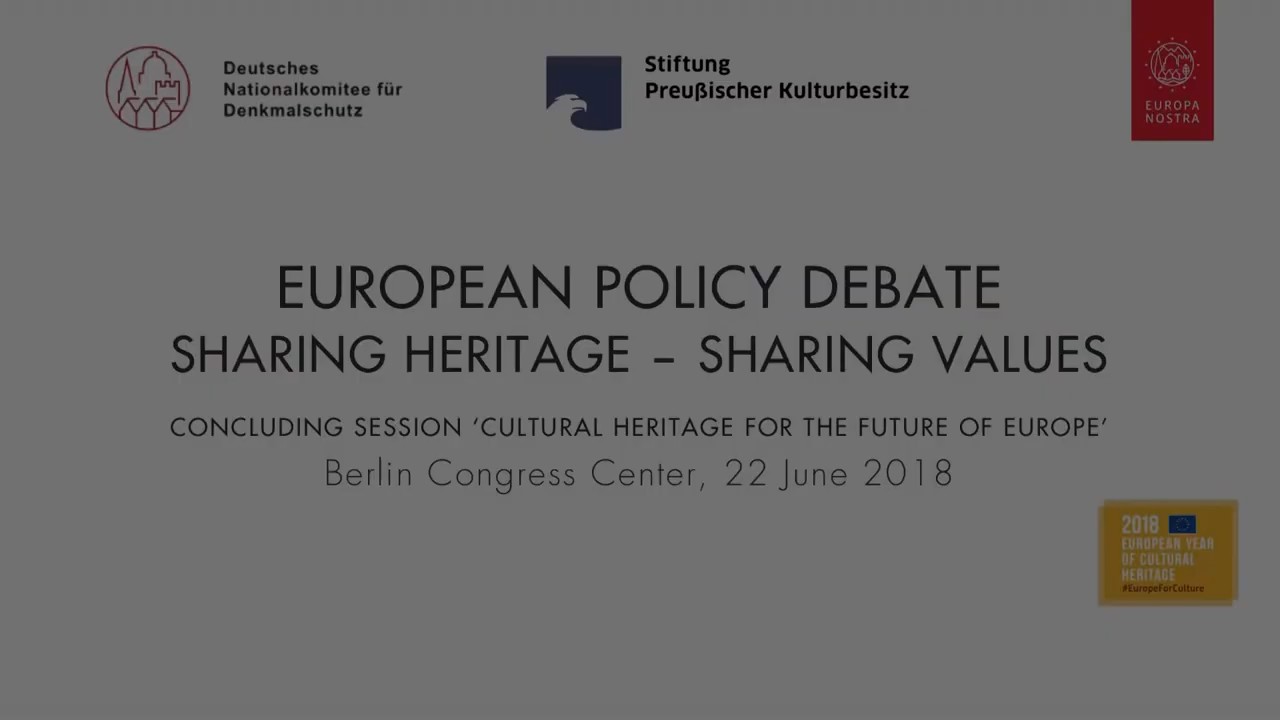 Deutsches
Nationalkomitee für
Denkmalschutz
Stiftung
Preußischer Kulturbesitz
EUROPA
NOSTRA
EUROPEAN POLICY DEBATE
SHARING HERITAGE – SHARING VALUES
CONCLUDING SESSION ‘CULTURAL HERITAGE FOR THE FUTURE OF EUROPE’
Berlin Congress Center, 22 June 2018
2018
EUROPEAN YEAR
OF CULTURAL
HERITAGE
#EuropeForCulture